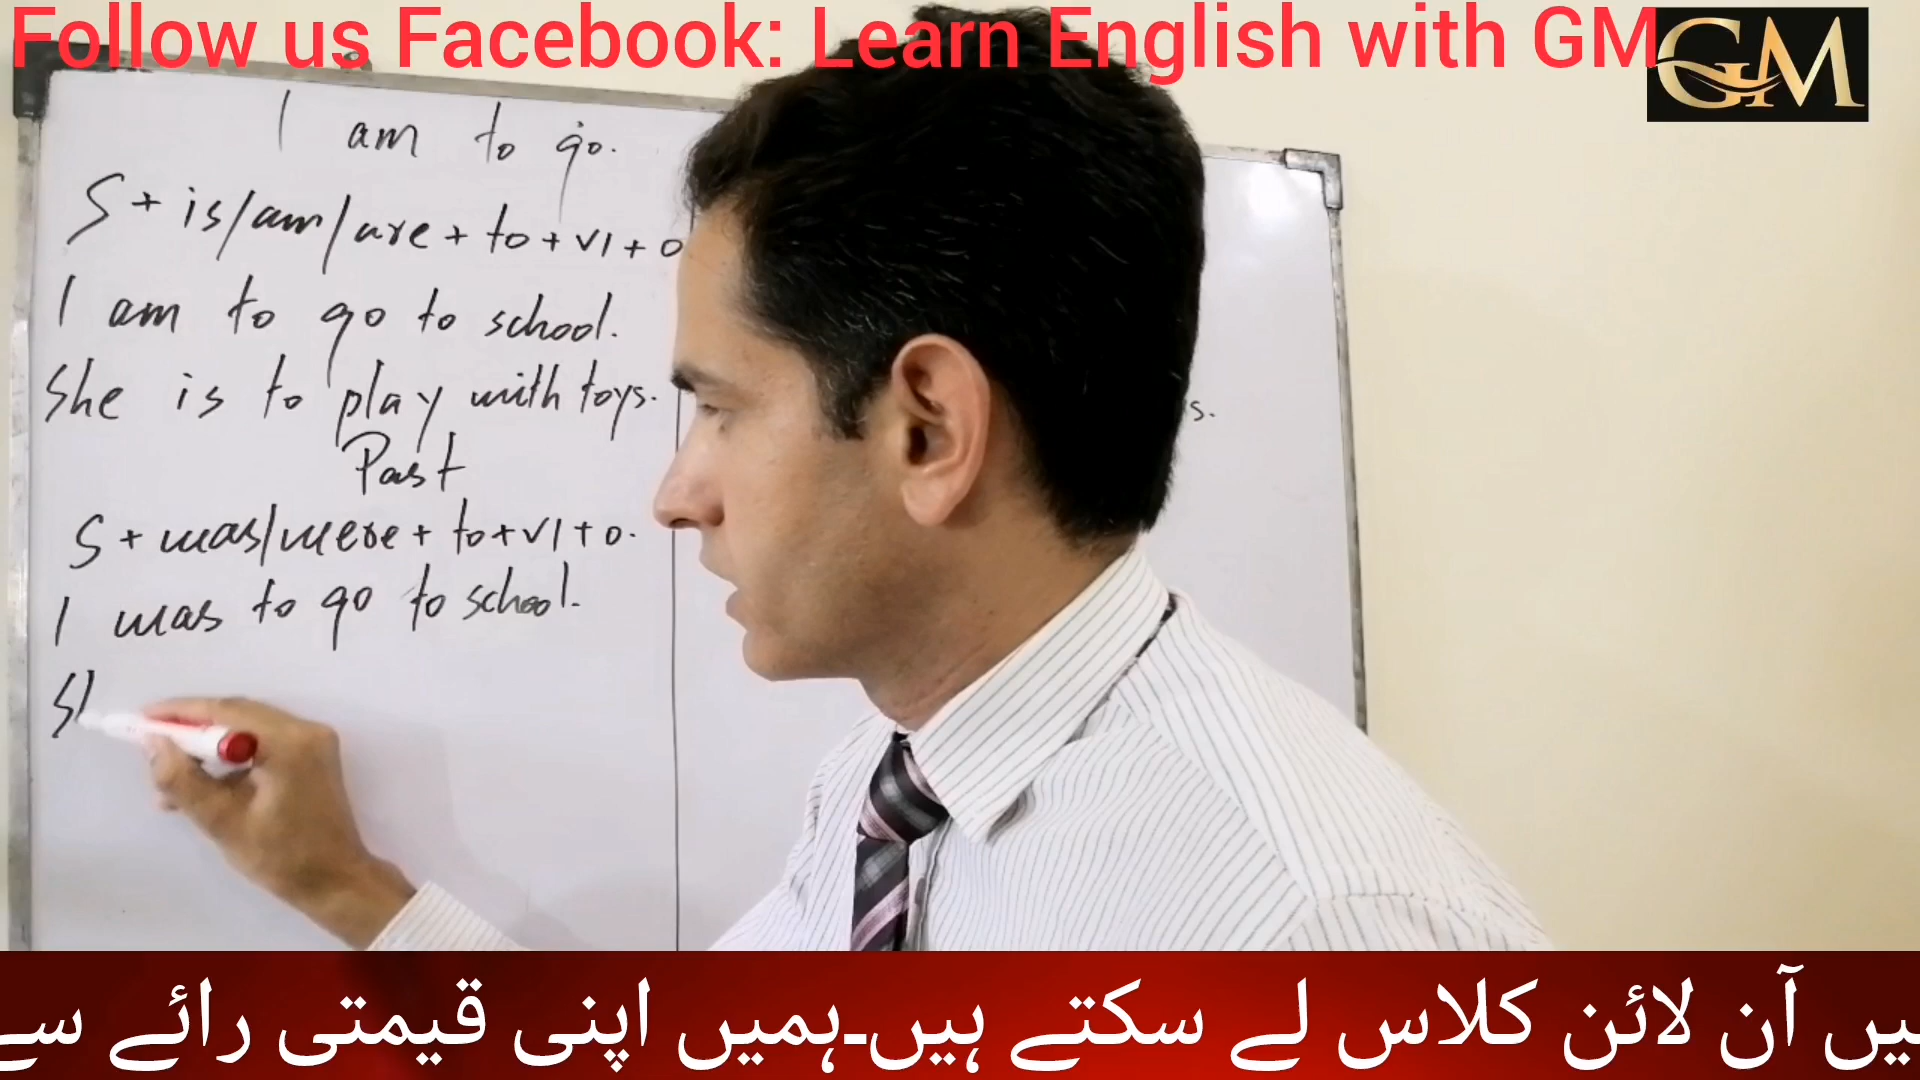 Follow us Facebook: Learn English with GM
GM
I am to go.
S + is/am/are + to + v1 + o
I am to go to school.
She is to play with toys.
Past
S + was/were + to + v1 + o.
I was to go to school.
Sh
s.
یں آن لائن کلاس لے سکتے ہیں۔ہمیں اپنی قیمتی رائے سے